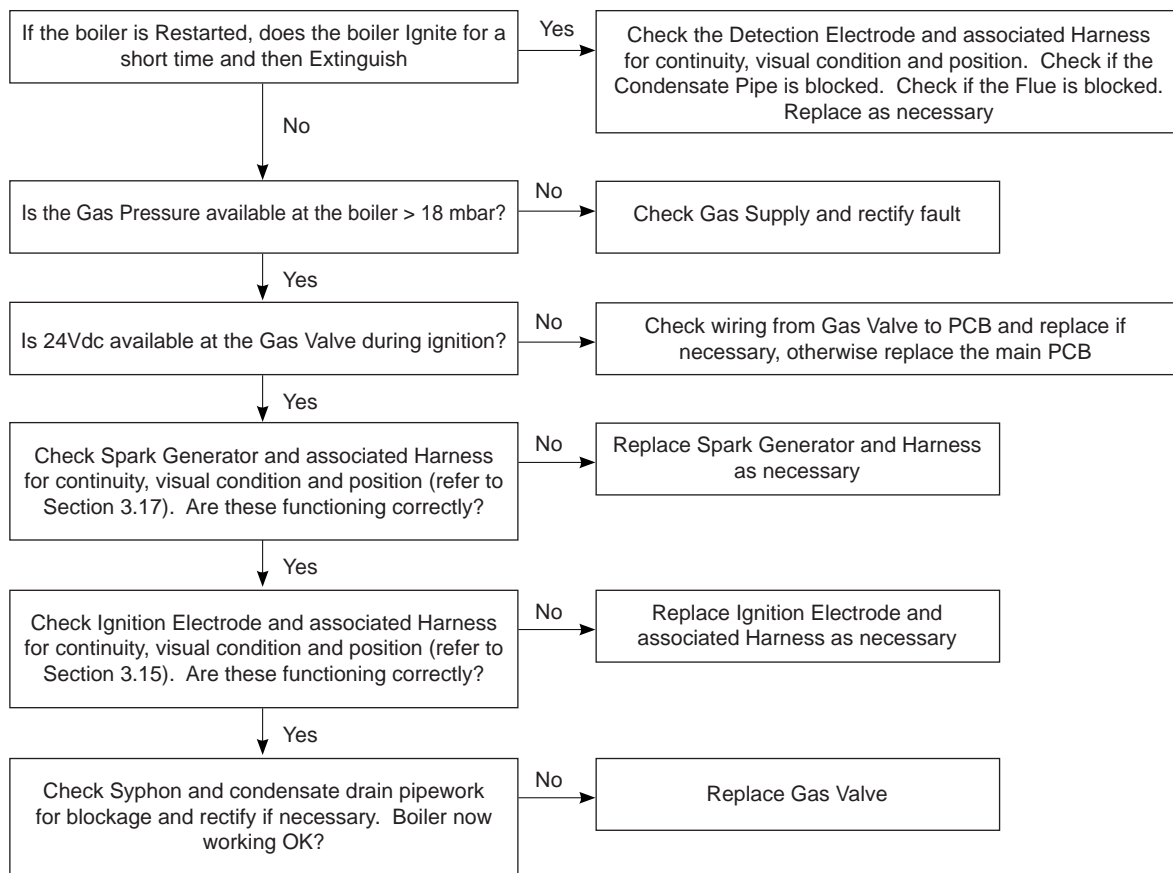 If the boiler is Restarted, does the boiler Ignite for a
short time and then Extinguish
Yes
Check the Detection Electrode and associated Harness
for continuity, visual condition and position.  Check if the
Condensate Pipe is blocked.  Check if the Flue is blocked.
Replace as necessary
No
Is the Gas Pressure available at the boiler > 18 mbar?
No
Check Gas Supply and rectify fault
Yes
Is 24Vdc available at the Gas Valve during ignition?
No
Check wiring from Gas Valve to PCB and replace if
necessary, otherwise replace the main PCB
Yes
Check Spark Generator and associated Harness
for continuity, visual condition and position (refer to
Section 3.17).  Are these functioning correctly?
No
Replace Spark Generator and Harness
as necessary
Yes
Check Ignition Electrode and associated Harness
for continuity, visual condition and position (refer to
Section 3.15).  Are these functioning correctly?
No
Replace Ignition Electrode and
associated Harness as necessary
Yes
Check Syphon and condensate drain pipework
for blockage and rectify if necessary.  Boiler now
working OK?
No
Replace Gas Valve